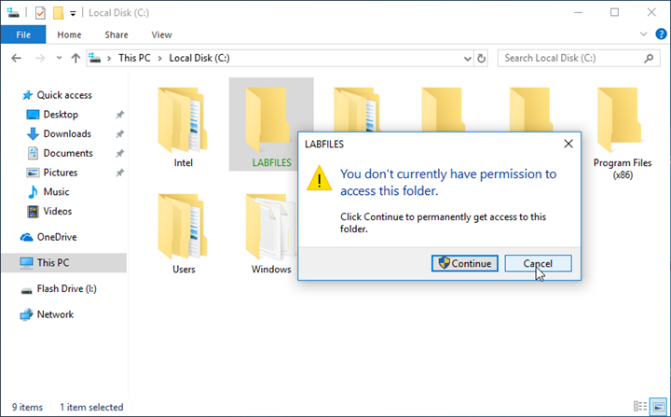 Local Disk (C:)
File Home Share View
This PC Local Disk (C:) Search Local Disk (C:)
Quick access
Desktop
Downloads
Documents
Pictures
Music
Videos
OneDrive
This PC
Flash Drive (I:)
Network
Intel
LABFILES
Program Files
(x86)
Users
Windows
LABFILES
You don't currently have permission to
access this folder.
Click Continue to permanently get access to this
folder.
Continue Cancel
9 items 1 item selected